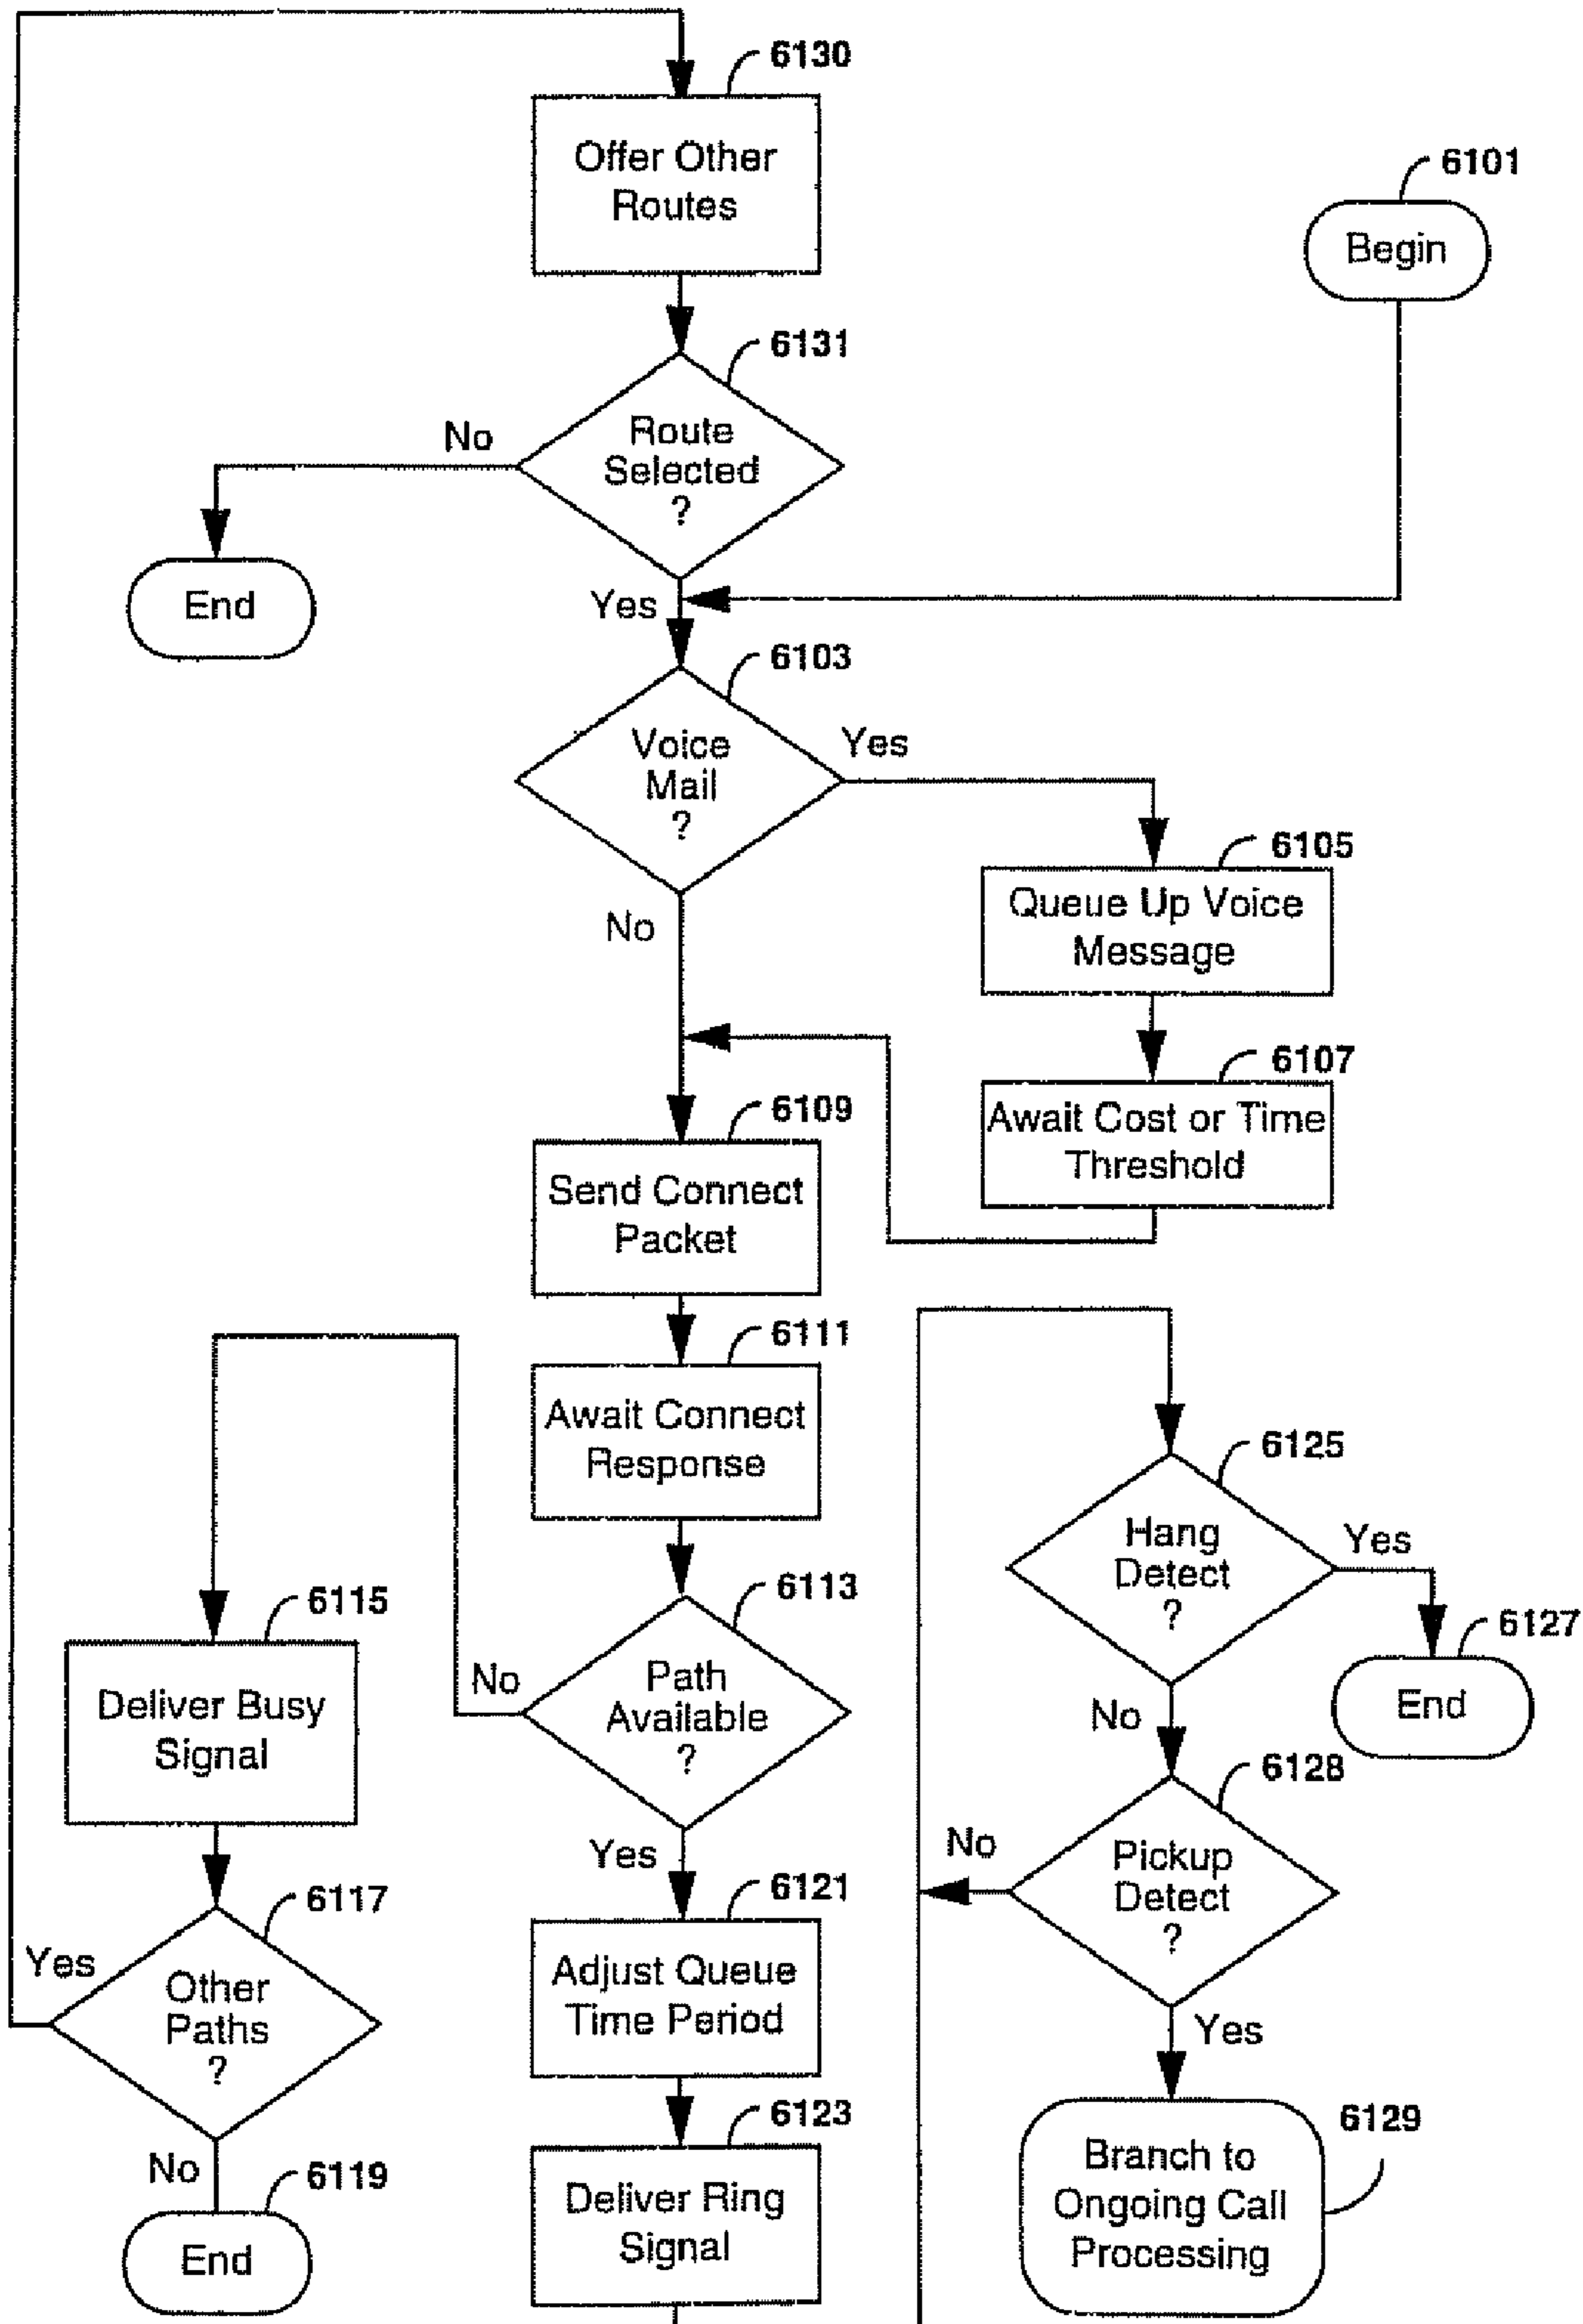 6130
Offer Other
Routes
6101
Begin
6131
Route
Selected
?
No
End
Yes
6103
Voice
Mail
?
Yes
No
6105
Queue Up Voice
Message
6107
Await Cost or Time
Threshold
6109
Send Connect
Packet
6111
Await Connect
Response
6113
Path
Available
?
No
Yes
6115
Deliver Busy
Signal
6117
Other
Paths
?
Yes
No
6119
End
6121
Adjust Queue
Time Period
6123
Deliver Ring
Signal
6125
Hang
Detect
?
Yes
No
6127
End
6128
Pickup
Detect
?
No
Yes
6129
Branch to
Ongoing Call
Processing